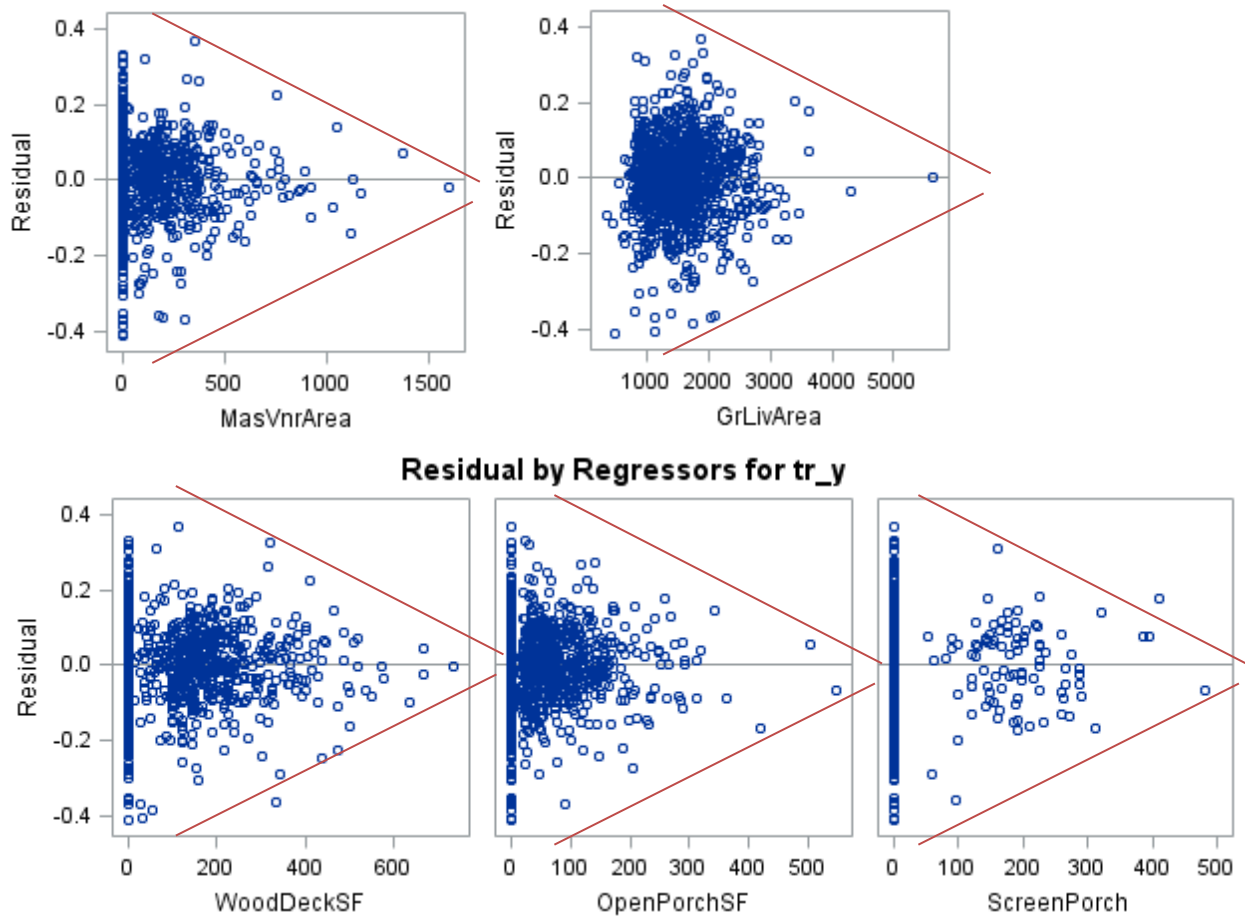 0.4
0.2
0.0
-0.2
-0.4
Residual
0 500 1000 1500
MasVnrArea
0.4
0.2
0.0
-0.2
-0.4
Residual
1000 2000 3000 4000 5000
GrLivArea
Residual by Regressors for tr_y
0.4
0.2
0.0
-0.2
-0.4
Residual
0 200 400 600
WoodDeckSF
0 100 200 300 400 500
OpenPorchSF
0 100 200 300 400 500
ScreenPorch